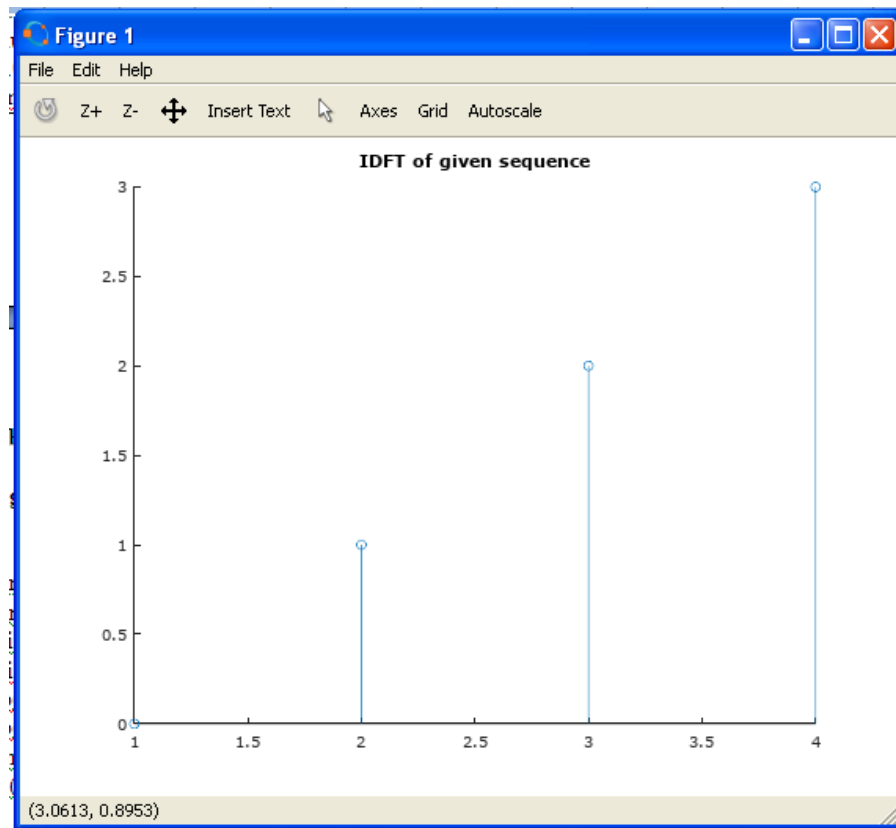 Figure 1
File Edit Help
Z+ Z- Insert Text Axes Grid Autoscale
IDFT of given sequence
3
2.5
2
1.5
1
0.5
0
1 1.5 2 2.5 3 3.5 4
(3.0613, 0.8953)